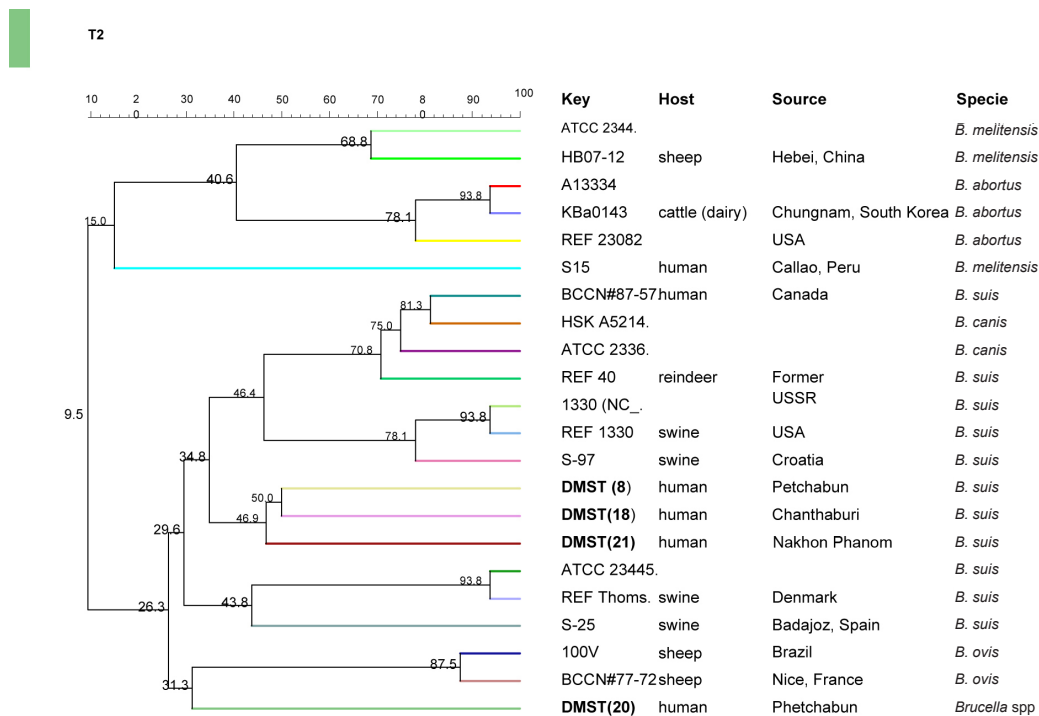 T2
10 2 0 30 40 50 60 70 8 0 90 100
Key Host Source Specie
ATCC 2344. B. melitensis
68.8
HB07-12 sheep Hebei, China B. melitensis
40.6
A13334 B. abortus
93.8
KBa0143 cattle (dairy) Chungnam, South Korea B. abortus
78.1
15.0
REF 23082 USA B. abortus
S15 human Callao, Peru B. melitensis
BCCN#87-57. human Canada B. suis
81.3
HSK A5214. B. canis
75.0
ATCC 2336. B. canis
70.8
REF 40 reindeer Former B. suis
46.4
USSR
1330 (NC_. B. suis
9.5
93.8
REF 1330 swine USA B. suis
78.1
34.8
S-97 swine Croatia B. suis
DMST (8) human Petchabun B. suis
50.0
DMST(18) human Chanthaburi B. suis
46.9
29.6
DMST(21) human Nakhon Phanom B. suis
ATCC 23445. B. suis
93.8
REF Thoms. swine Denmark B. suis
43.8
26.3
S-25 swine Badajoz, Spain B. suis
100V sheep Brazil B. ovis
87.5
BCCN#77-72 sheep Nice, France B. ovis
31.3
DMST(20) human Phetchabun Brucella spp